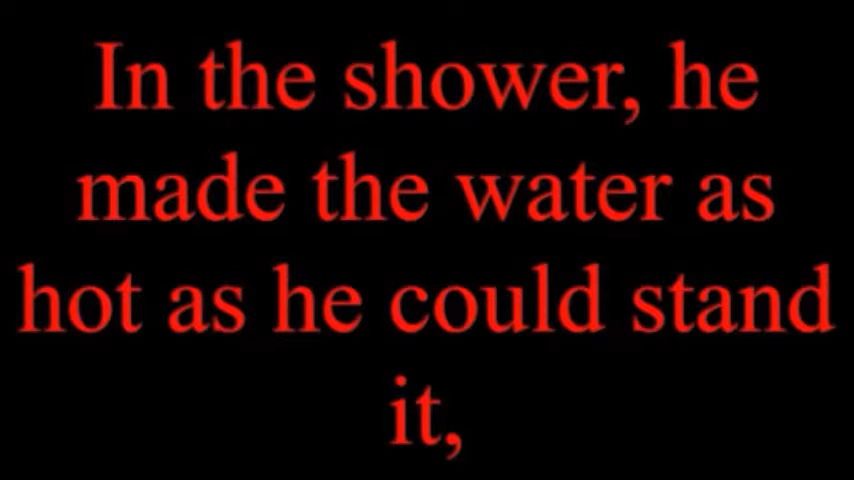 In the shower, he
made the water as
hot as he could stand
it,